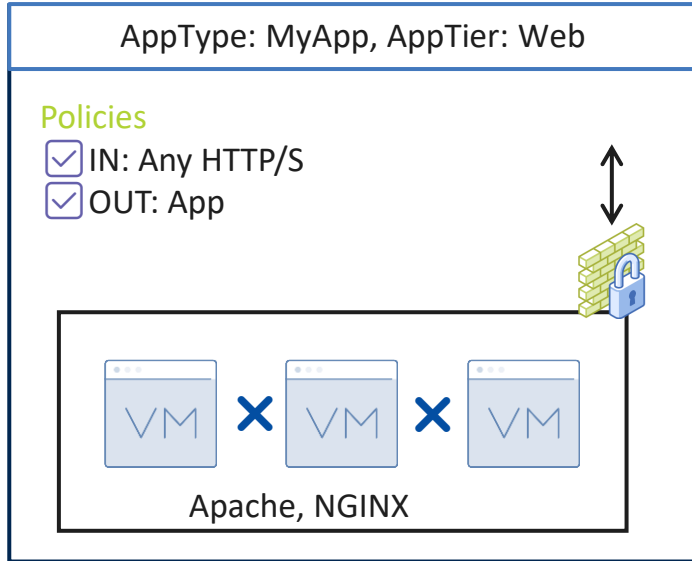 AppType: MyApp, AppTier: Web
Policies
IN: Any HTTP/S
OUT: App
VM VM VM
Apache, NGINX